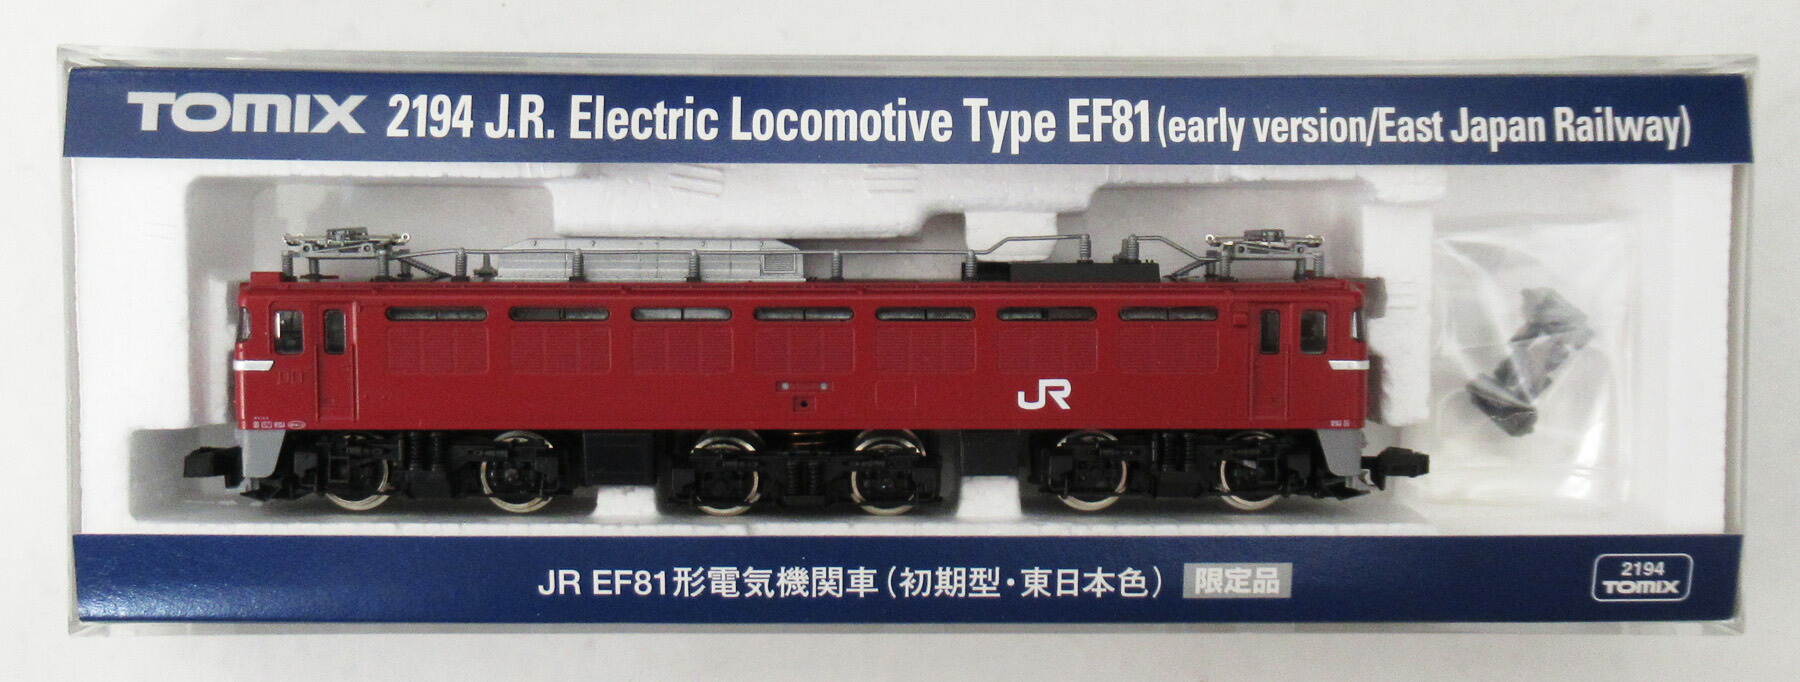 TOMIX 2194 J.R. Electric Locomotive Type EF81 (early version/East Japan Railway)
JR
JR EF81形電気機関車(初期型・東日本色) 限定品
2194
TOMIX